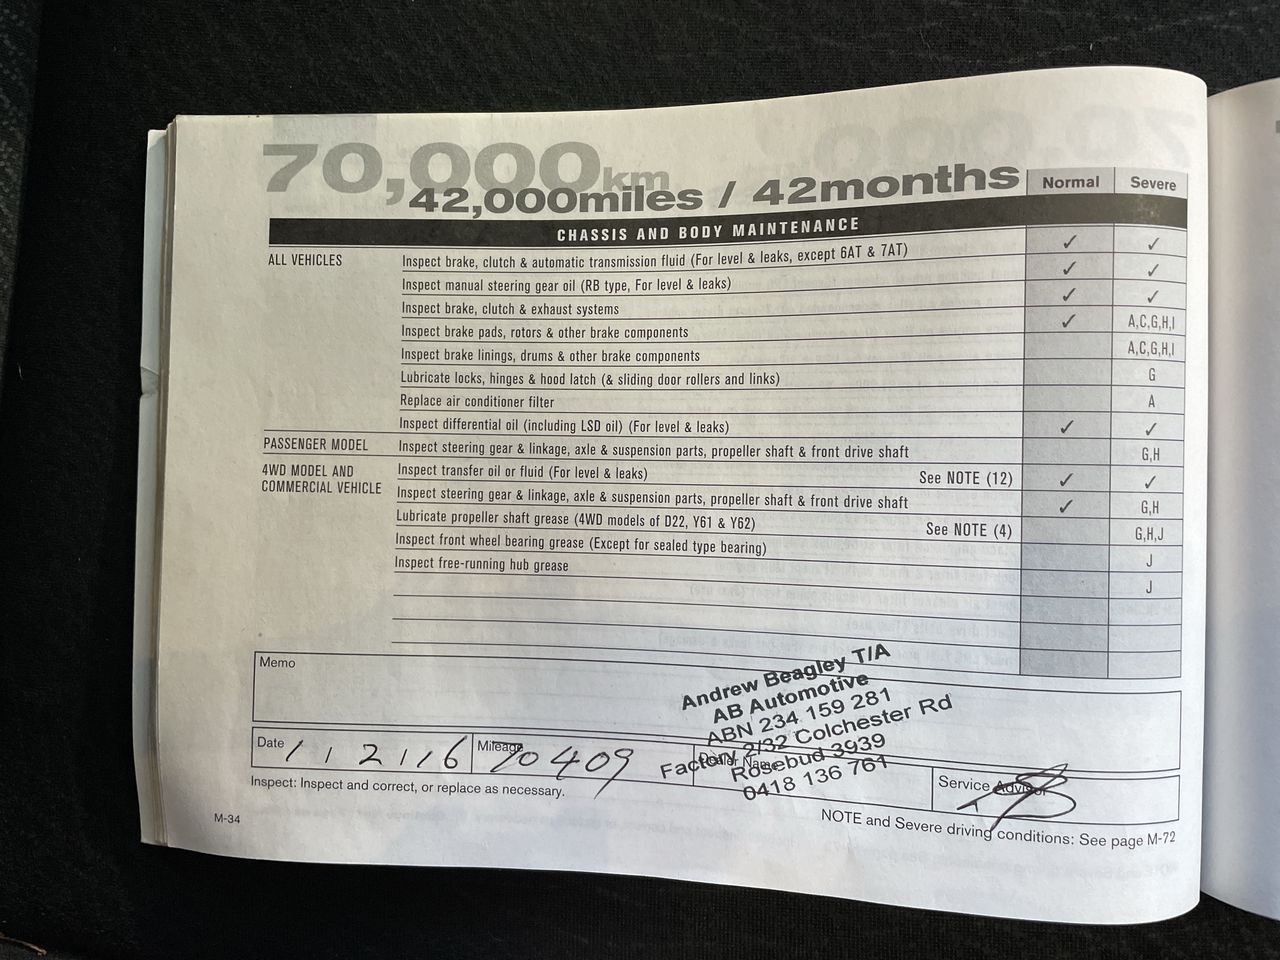 70,000km
42,000miles / 42months
Normal Severe
CHASSIS AND BODY MAINTENANCE
ALL VEHICLES Inspect brake, clutch & automatic transmission fluid (For level & leaks, except 6AT & 7AT) ✓ ✓
Inspect manual steering gear oil (RB type, For level & leaks) ✓ ✓
Inspect brake, clutch & exhaust systems ✓ ✓
Inspect brake pads, rotors & other brake components ✓ A,C,G,H,I
Inspect brake linings, drums & other brake components A,C,G,H,I
Lubricate locks, hinges & hood latch (& sliding door rollers and links) G
Replace air conditioner filter A
Inspect differential oil (including LSD oil) (For level & leaks) ✓ ✓
PASSENGER MODEL Inspect steering gear & linkage, axle & suspension parts, propeller shaft & front drive shaft G,H
4WD MODEL AND Inspect transfer oil or fluid (For level & leaks) See NOTE (12) ✓ ✓
COMMERCIAL VEHICLE Inspect steering gear & linkage, axle & suspension parts, propeller shaft & front drive shaft ✓ G,H
Lubricate propeller shaft grease (4WD models of D22, Y61 & Y62) See NOTE (4) G,H,J
Inspect front wheel bearing grease (Except for sealed type bearing) J
Inspect free-running hub grease J
Memo
Andrew Beagley T/A
AB Automotive
ABN 234 159 281
Factory 2/32 Colchester Rd
Rosebud 3939
0418 136 761
Date 1 1 2 1 16 Mileage 70409 Dealer Name Service Advisor
Inspect: Inspect and correct, or replace as necessary.
M-34
NOTE and Severe driving conditions: See page M-72